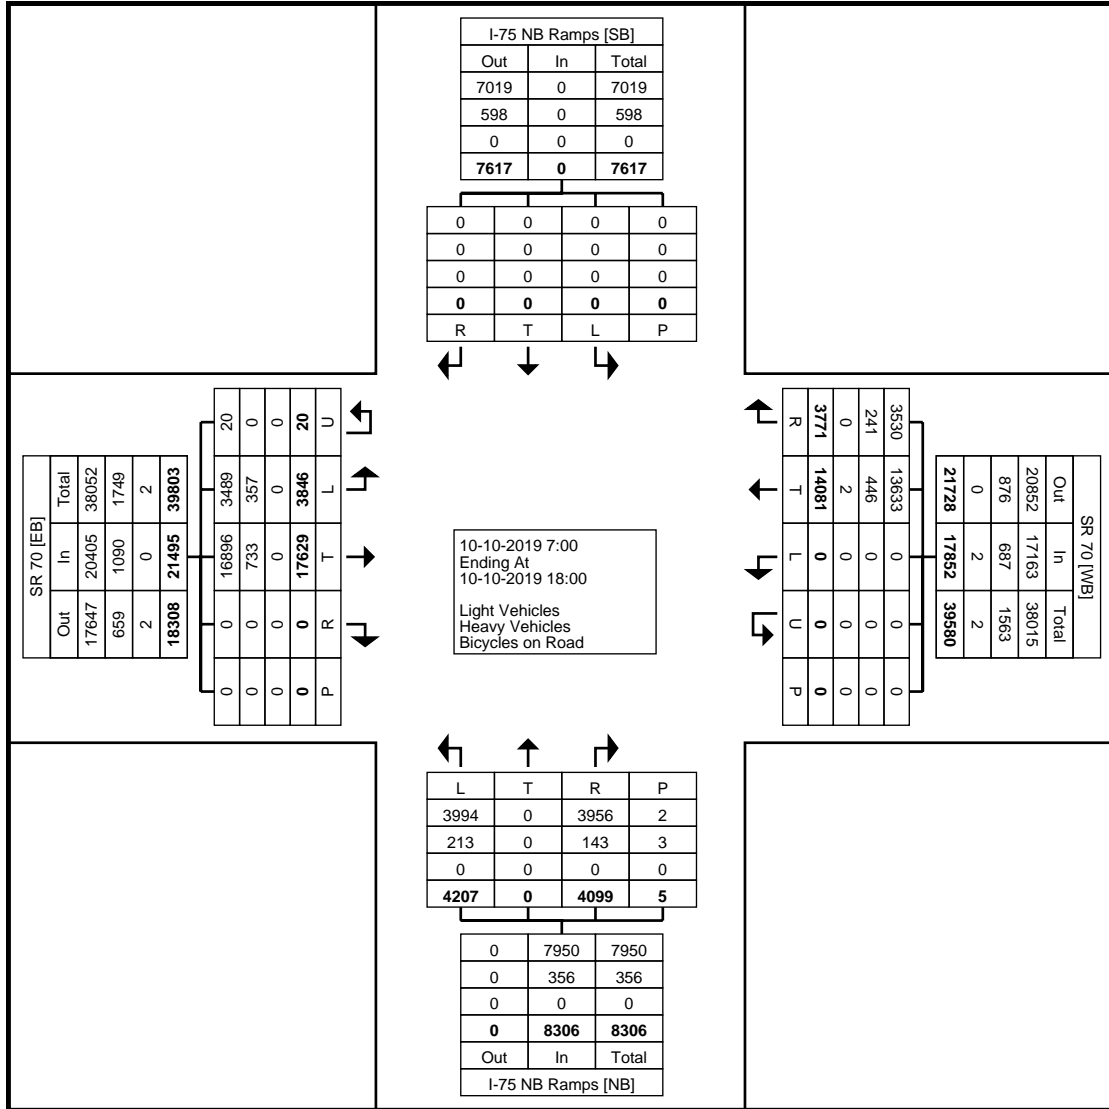 I-75 NB Ramps [SB]
Out In Total
7019 0 7019
598 0 598
0 0 0
7617 0 7617
0 0 0 0
0 0 0 0
0 0 0 0
0 0 0 0
R T L P
SR 70 [EB]
Total In Out
38052 20405 17647
1749 1090 659
2 0 2
39803 21495 18308
20 3489 16896 0 0
0 357 733 0 0
0 0 0 0 0
20 3846 17629 0 0
U L T R P
10-10-2019 7:00
Ending At
10-10-2019 18:00
Light Vehicles
Heavy Vehicles
Bicycles on Road
R T L U P
3771 14081 0 0 0
0 2 0 0 0
241 446 0 0 0
3530 13633 0 0 0
SR 70 [WB]
Out In Total
20852 17163 38015
876 687 1563
0 2 2
21728 17852 39580
L T R P
3994 0 3956 2
213 0 143 3
0 0 0 0
4207 0 4099 5
0 7950 7950
0 356 356
0 0 0
0 8306 8306
Out In Total
I-75 NB Ramps [NB]